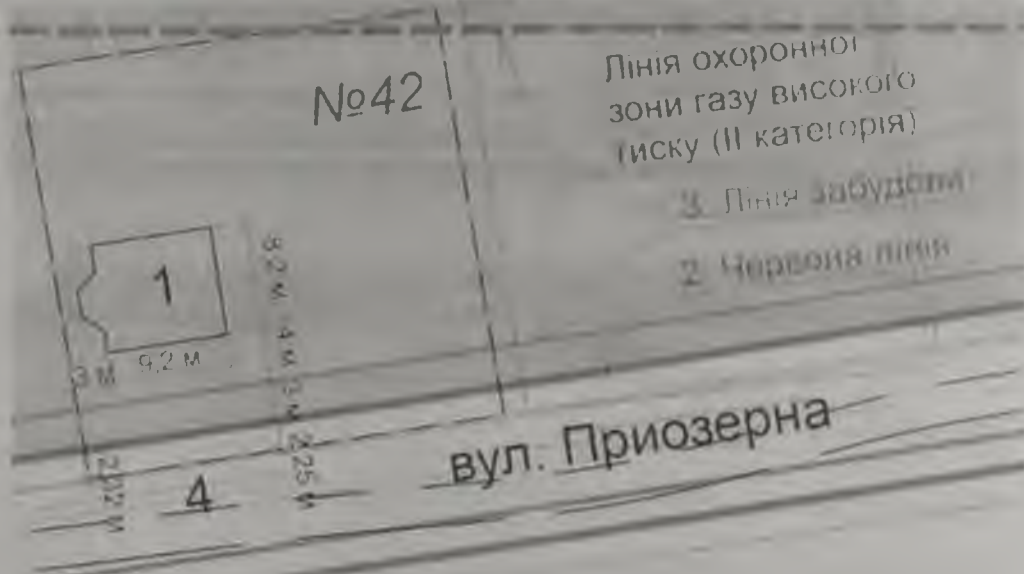 №42
Лінія охоронної
зони газу високого
тиску (ІІ категорія)
3. Лінія забудови
2. Червона лінія
1
8,2 м
4 м
3 м
9,2 м
3 м
2,25 м
вул. Приозерна
4